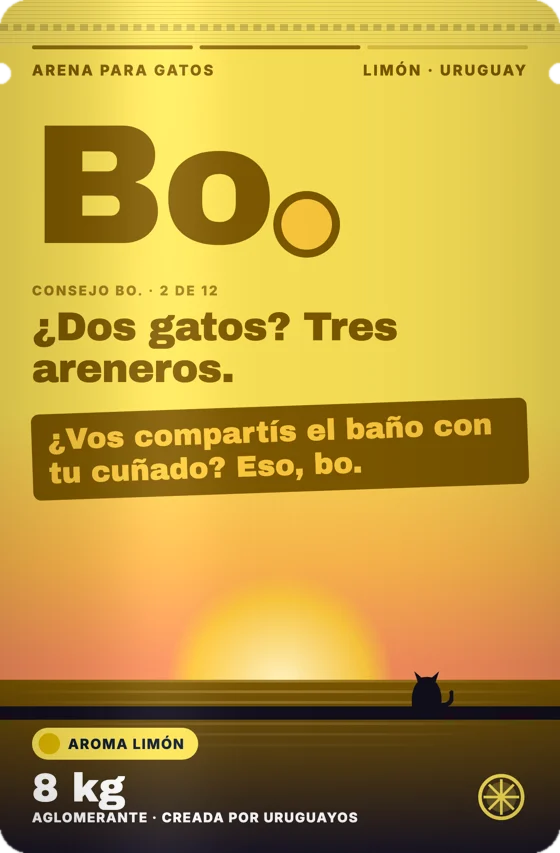 ARENA PARA GATOS
LIMÓN · URUGUAY
Bo.
CONSEJO BO. · 2 DE 12
¿Dos gatos? Tres
areneros.
¿Vos compartís el baño con
tu cuñado? Eso, bo.
AROMA LIMÓN
8 kg
AGLOMERANTE · CREADA POR URUGUAYOS